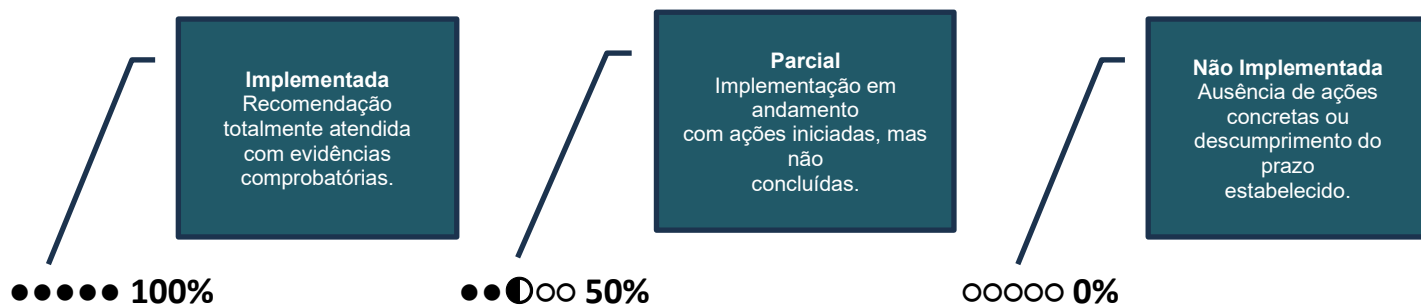 Implementada
Recomendação
totalmente atendida
com evidências
comprobatórias.
●●●●● 100%
Parcial
Implementação em
andamento
com ações iniciadas, mas
não
concluídas.
●●◐○○ 50%
Não Implementada
Ausência de ações
concretas ou
descumprimento do
prazo
estabelecido.
○○○○○ 0%